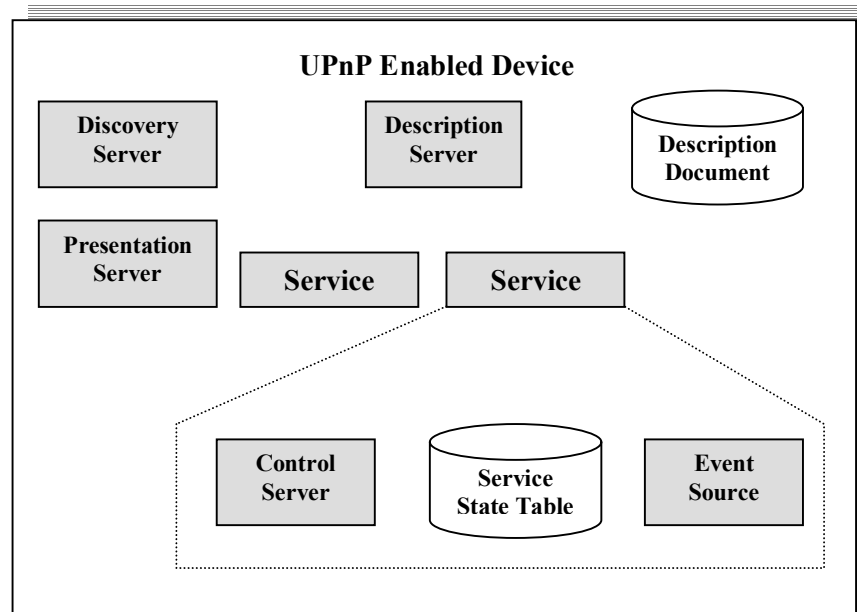 UPnP Enabled Device
Discovery
Server
Description
Server
Description
Document
Presentation
Server
Service
Service
Control
Server
Service
State Table
Event
Source